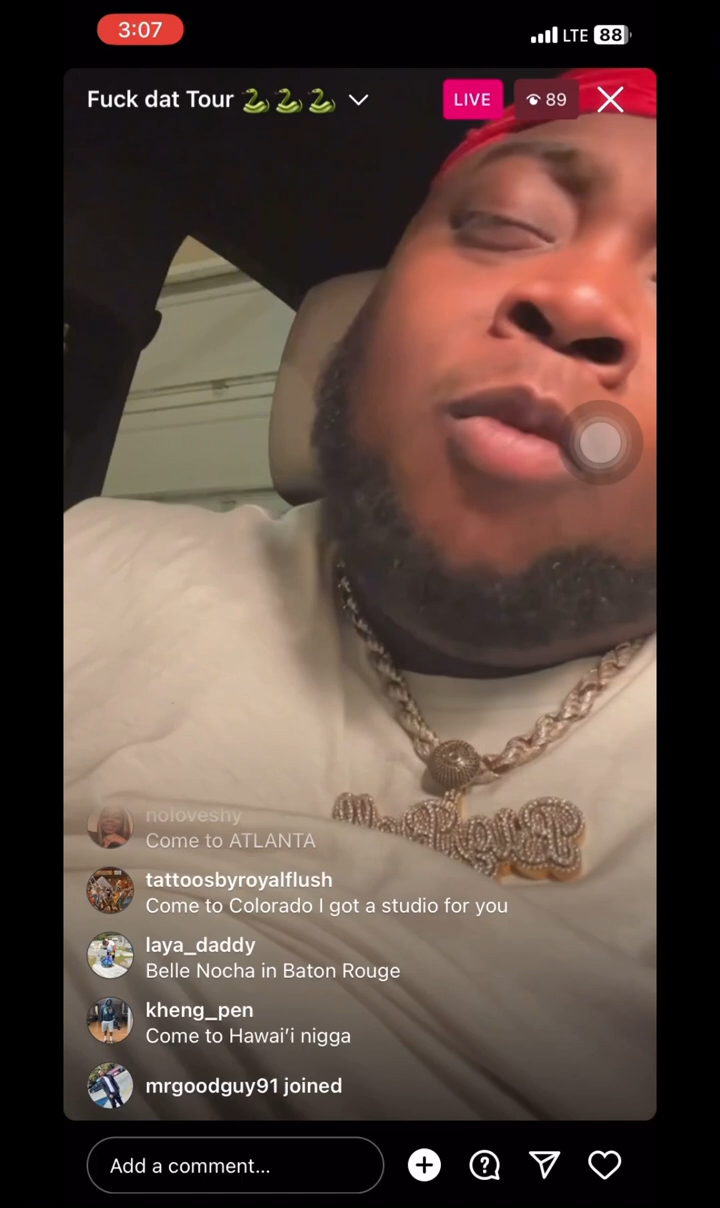 3:07
LTE 88
Fuck dat Tour 🐍🐍🐍
LIVE
89
noloveshy
Come to ATLANTA
tattoosbyroyalflush
Come to Colorado I got a studio for you
laya_daddy
Belle Nocha in Baton Rouge
kheng_pen
Come to Hawai‘i nigga
mrgoodguy91 joined
Add a comment...